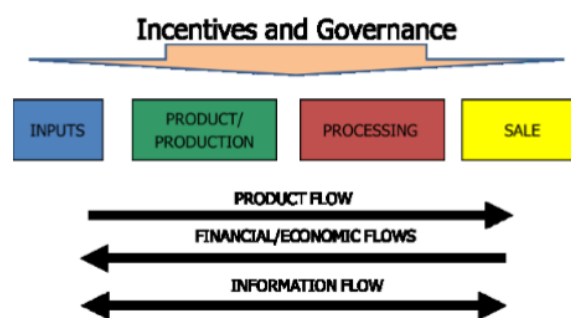 Incentives and Governance
INPUTS
PRODUCT/
PRODUCTION
PROCESSING
SALE
PRODUCT FLOW
FINANCIAL/ECONOMIC FLOWS
INFORMATION FLOW